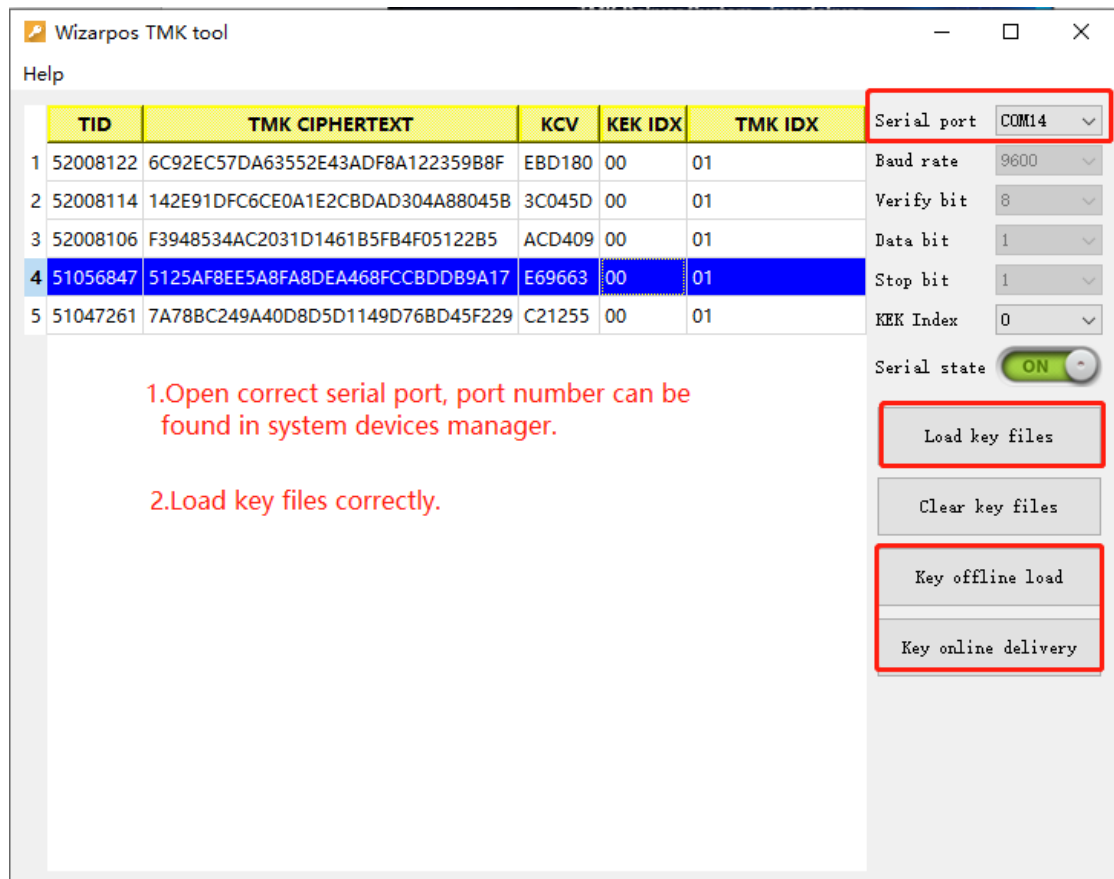 Wizarpos TMK tool
Help
TID TMK CIPHERTEXT KCV KEK IDX TMK IDX
1 52008122 6C92EC57DA63552E43ADF8A122359B8F EBD180 00 01
2 52008114 142E91DFC6CE0A1E2CBDAD304A88045B 3C045D 00 01
3 52008106 F3948534AC2031D1461B5FB4F05122B5 ACD409 00 01
4 51056847 5125AF8EE5A8FA8DEA468FCCBDDB9A17 E69663 00 01
5 51047261 7A78BC249A40D8D5D1149D76BD45F229 C21255 00 01
1.Open correct serial port, port number can be
found in system devices manager.
2.Load key files correctly.
Serial port COM14
Baud rate 9600
Verify bit 8
Data bit 1
Stop bit 1
KEK Index 0
Serial state ON
Load key files
Clear key files
Key offline load
Key online delivery